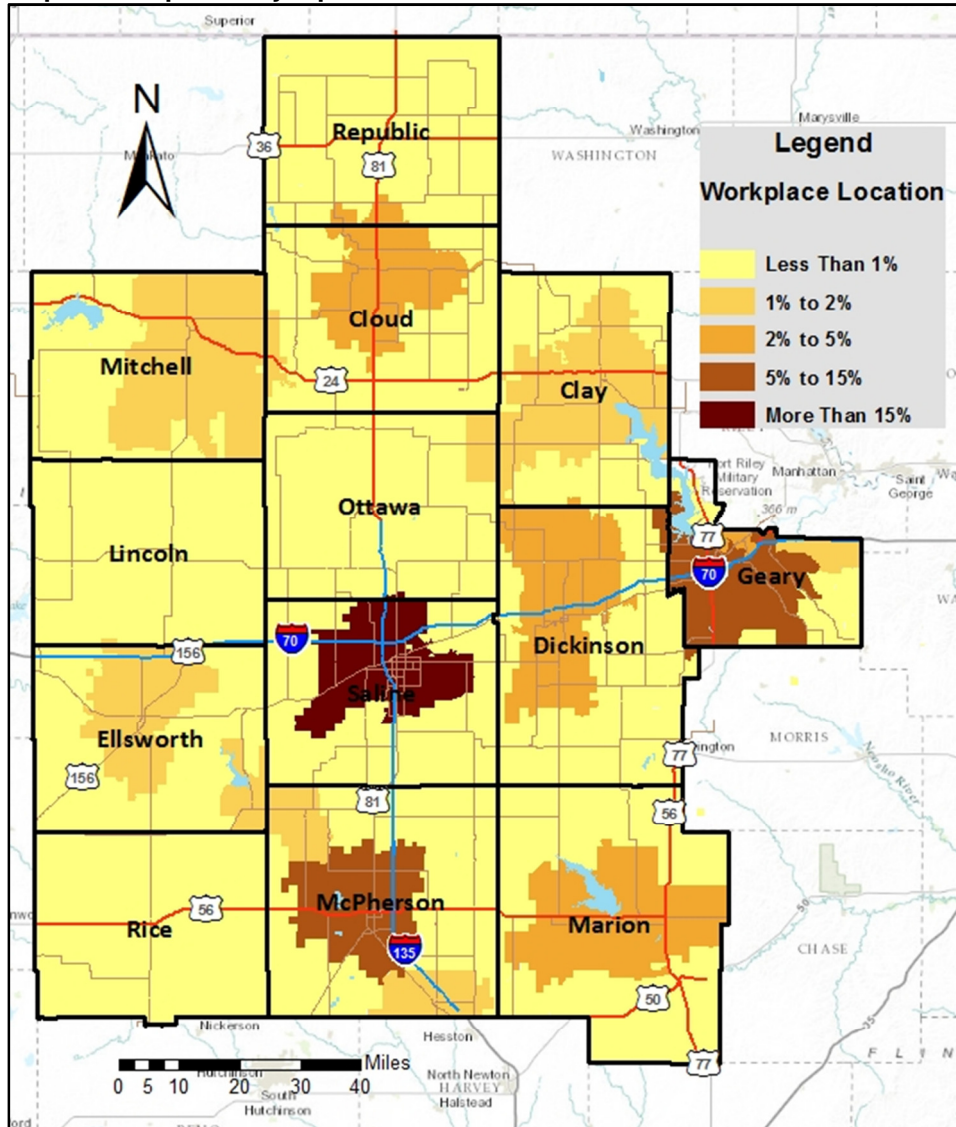 Superior
N
Republic
36
81
Washington
WASHINGTON
Marysville
Legend
Workplace Location
Less Than 1%
1% to 2%
2% to 5%
5% to 15%
More Than 15%
Cloud
24
Mitchell
Clay
Ottawa
Lincoln
Fort Riley
Military
Reservation
Manhattan
Saint
George
366 m
77
70
Geary
Dickinson
156
70
Saline
Ellsworth
156
77
MORRIS
Neosho River
81
56
McPherson
56
Rice
135
Marion
CHASE
50
50
35
77
Nickerson
Hesston
Miles
0 5 10 20 30 40
Hutchinson
South
Hutchinson
North Newton
HARVEY
Halstead
F L I N